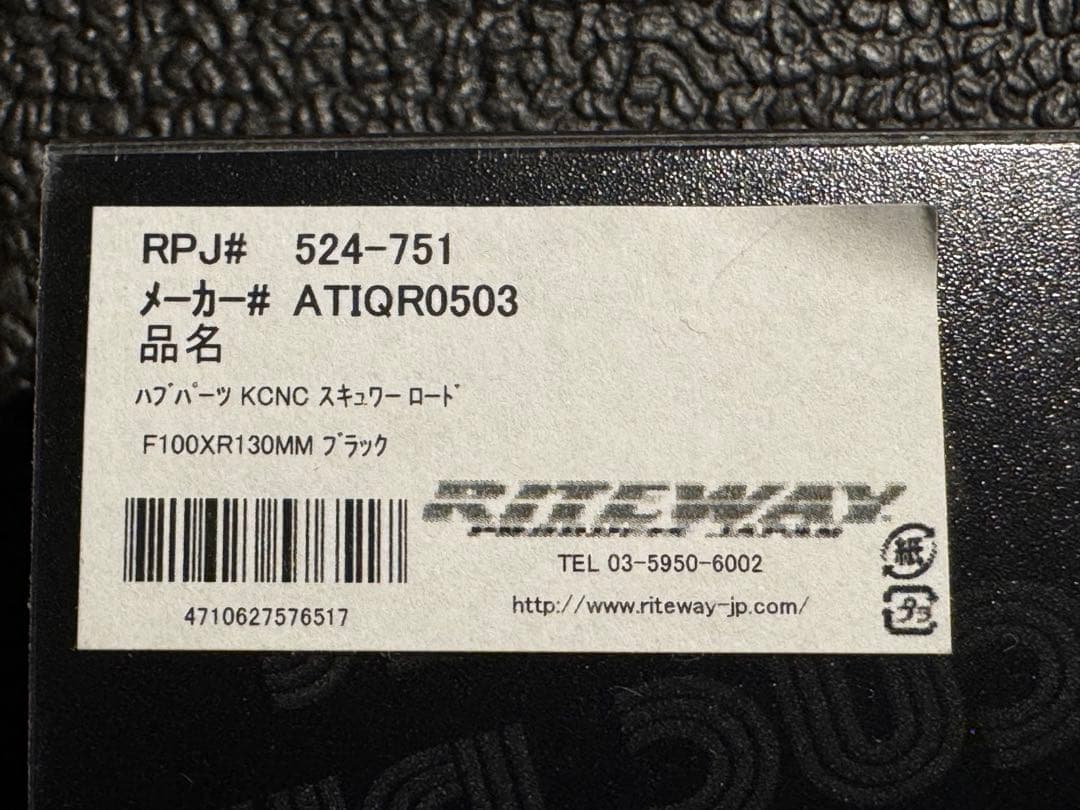 RPJ# 524-751
ﾒｰｶｰ# ATIQR0503
品名
ﾊﾌﾞﾊﾟｰﾂ KCNC ｽｷｭﾜｰ ﾛｰﾄﾞ
F100XR130MM ﾌﾞﾗｯｸ
RITEWAY
TEL 03-5950-6002
http://www.riteway-jp.com/
4710627576517
紙
プラ